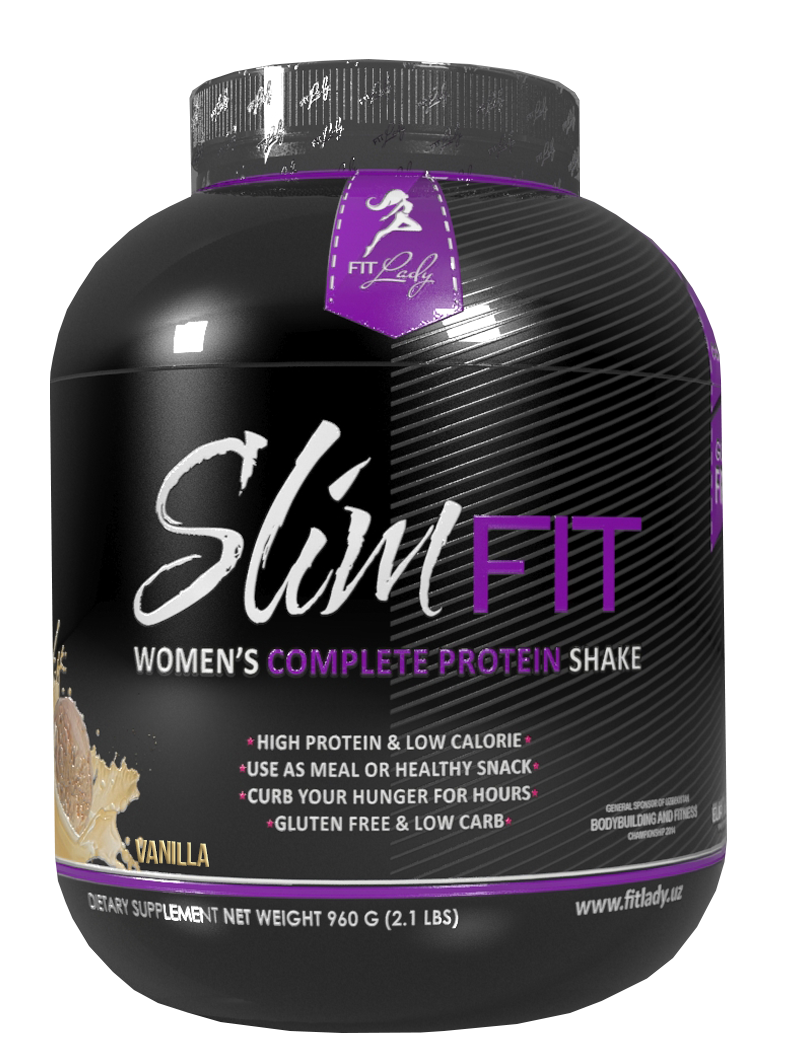 FIT Lady
Slim FIT
WOMEN'S COMPLETE PROTEIN SHAKE
*HIGH PROTEIN & LOW CALORIE*
*USE AS MEAL OR HEALTHY SNACK*
*CURB YOUR HUNGER FOR HOURS*
*GLUTEN FREE & LOW CARB*
GENERAL SPONSOR OF UZBEKISTAN
BODYBUILDING AND FITNESS
CHAMPIONSHIP 2014
VANILLA
DIETARY SUPPLEMENT NET WEIGHT 960 G (2.1 LBS)
www.fitlady.uz